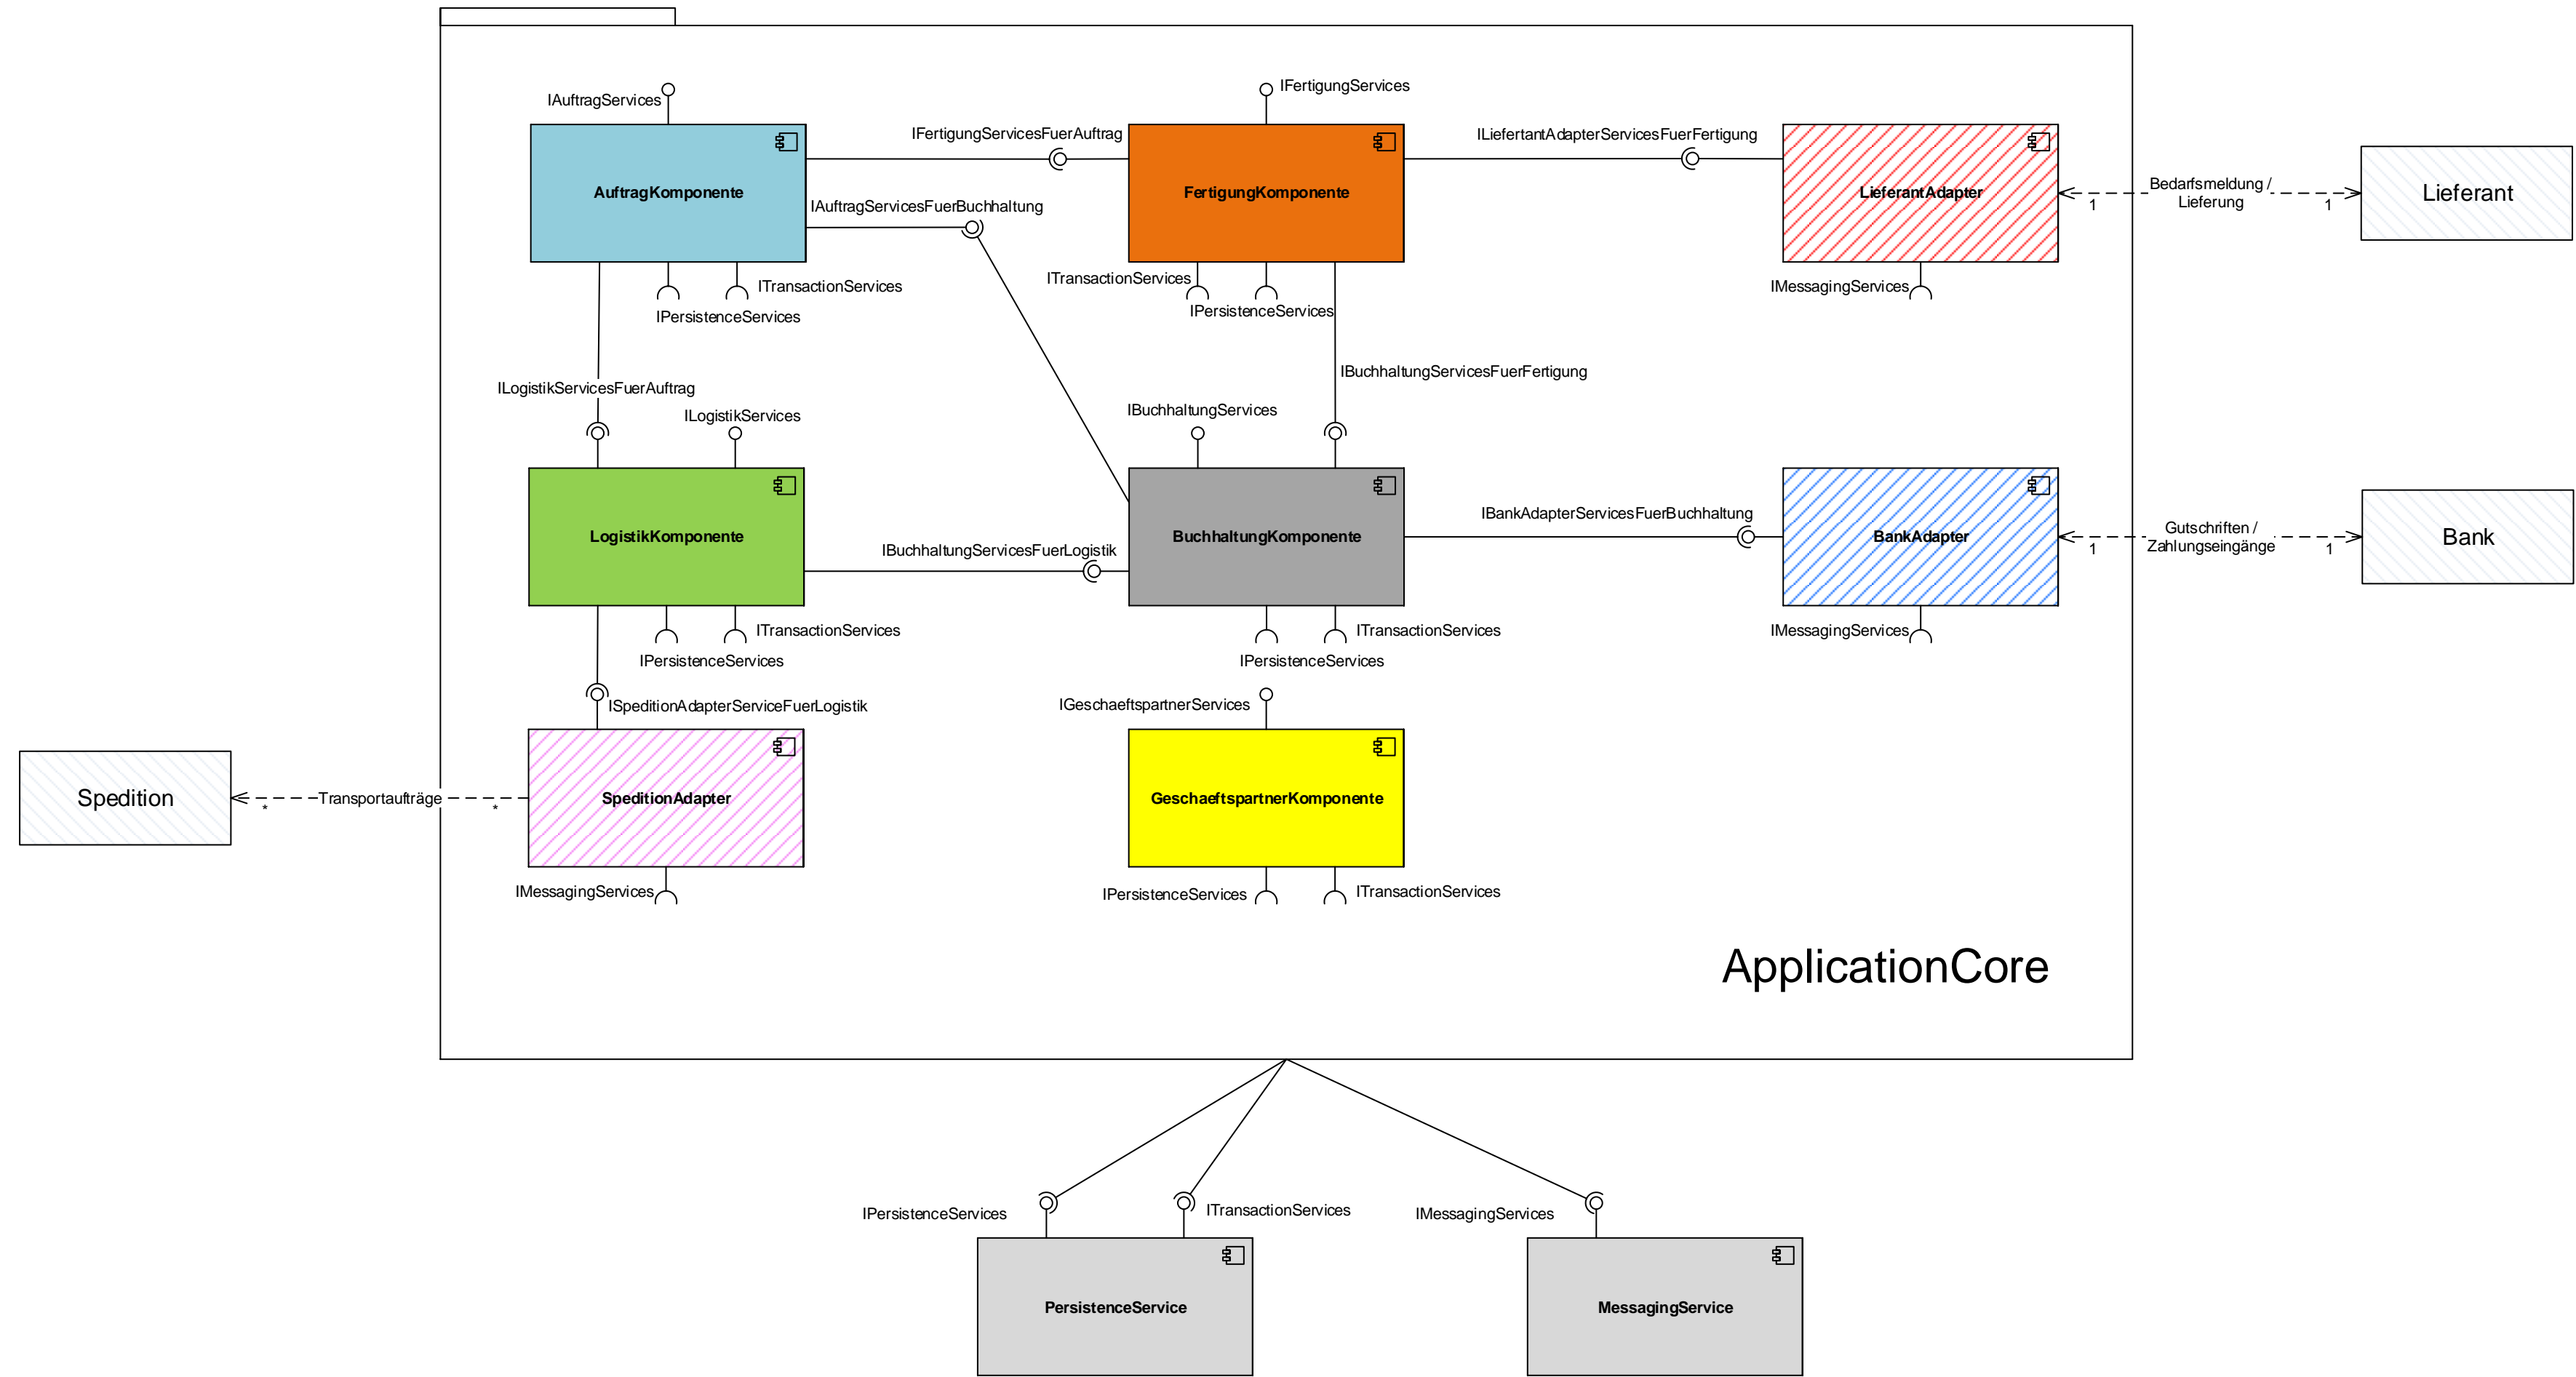 IAuftragServices
IFertigungServices
IFertigungServicesFuerAuftrag
ILiefertantAdapterServicesFuerFertigung
AuftragKomponente
FertigungKomponente
LieferantAdapter
Bedarfsmeldung /
Lieferung
1
1
Lieferant
IAuftragServicesFuerBuchhaltung
ITransactionServices
IPersistenceServices
ITransactionServices
IPersistenceServices
IMessagingServices
ILogistikServicesFuerAuftrag
IBuchhaltungServicesFuerFertigung
ILogistikServices
IBuchhaltungServices
LogistikKomponente
IBuchhaltungServicesFuerLogistik
BuchhaltungKomponente
IBankAdapterServicesFuerBuchhaltung
BankAdapter
Gutschriften /
Zahlungseingänge
1
1
Bank
ITransactionServices
IPersistenceServices
ITransactionServices
IPersistenceServices
IMessagingServices
ISpeditionAdapterServiceFuerLogistik
IGeschaeftspartnerServices
Spedition
*
Transportaufträge
*
SpeditionAdapter
GeschaeftspartnerKomponente
IMessagingServices
IPersistenceServices
ITransactionServices
ApplicationCore
IPersistenceServices
ITransactionServices
IMessagingServices
PersistenceService
MessagingService